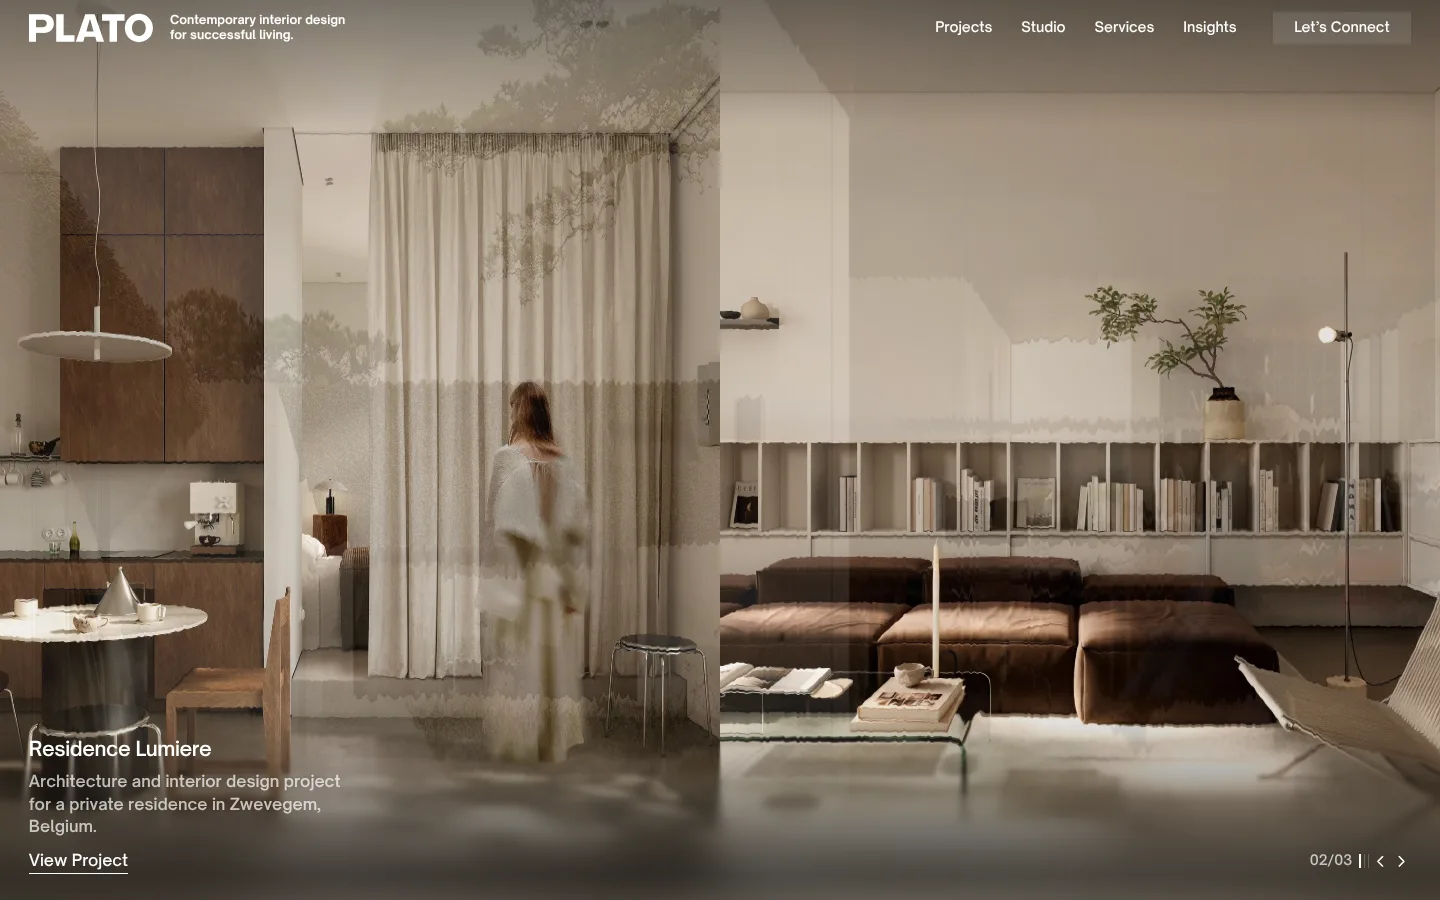 PLATO
Contemporary interior design
for successful living.
Projects
Studio
Services
Insights
Let’s Connect
Residence Lumiere
Architecture and interior design project
for a private residence in Zwevegem,
Belgium.
View Project
02/03